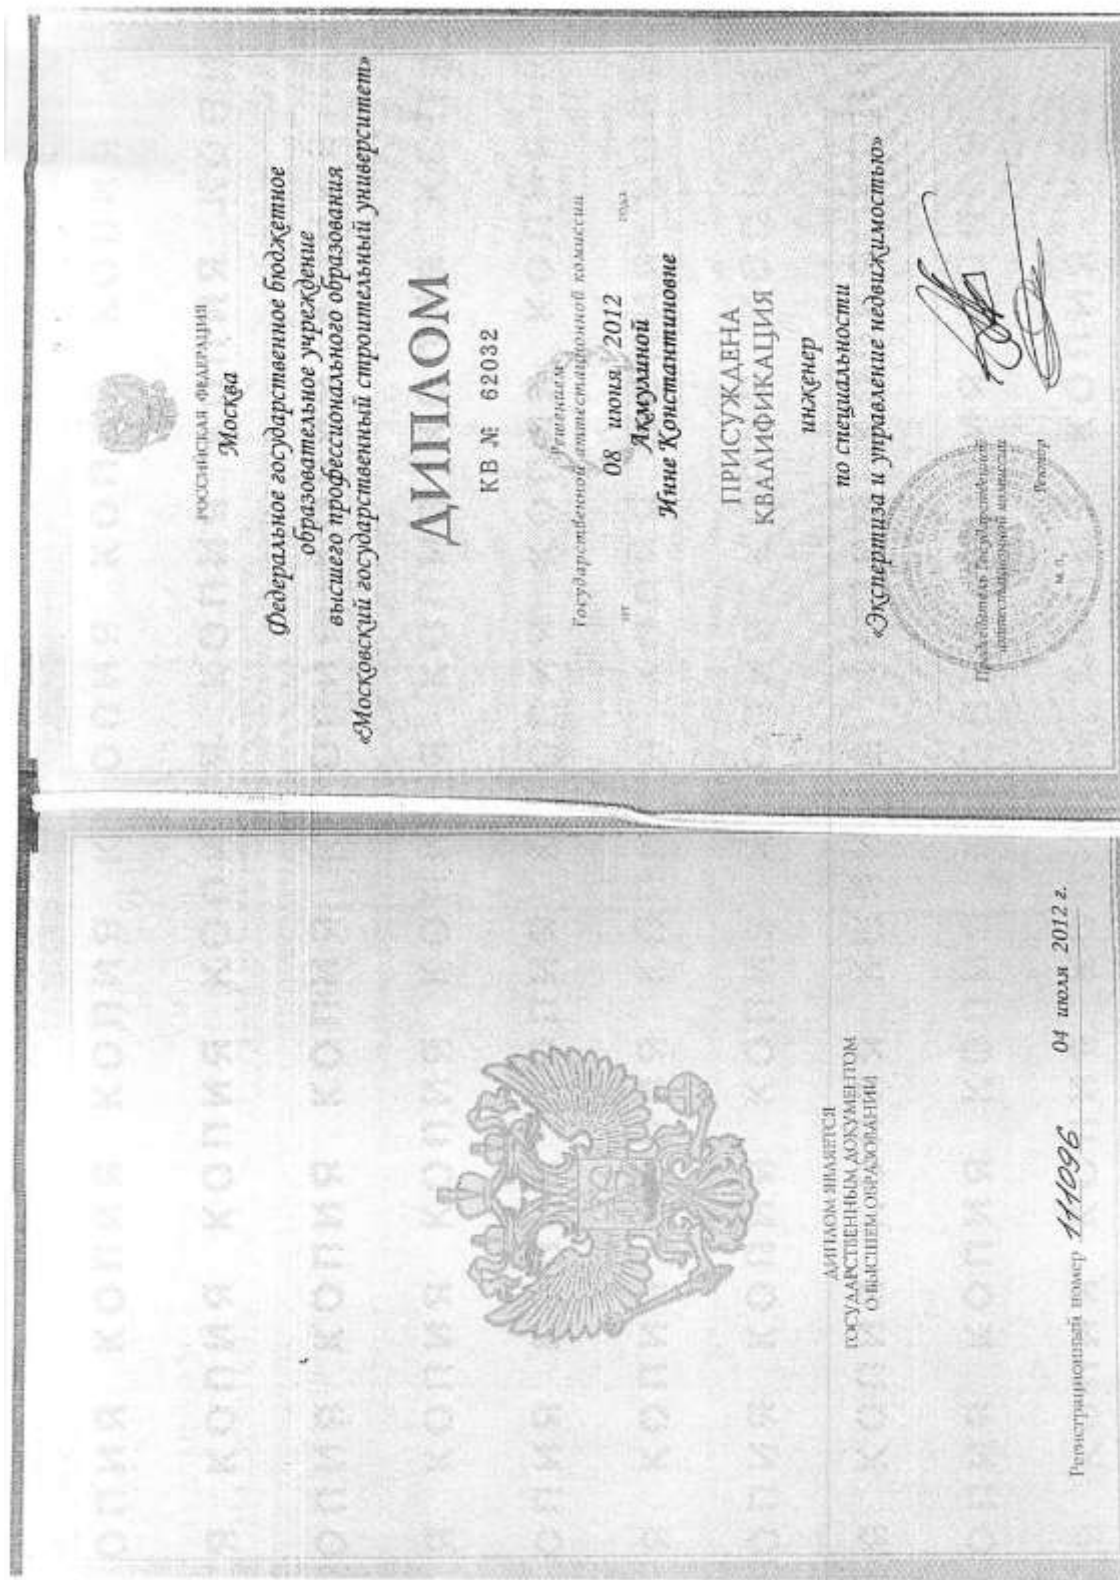 ДИПЛОМ ЯВЛЯЕТСЯ
ГОСУДАРСТВЕННЫМ ДОКУМЕНТОМ
О ВЫСШЕМ ОБРАЗОВАНИИ
Регистрационный номер 111096 04 июля 2012 г.
РОССИЙСКАЯ ФЕДЕРАЦИЯ
Москва
Федеральное государственное бюджетное
образовательное учреждение
высшего профессионального образования
«Московский государственный строительный университет»
ДИПЛОМ
КВ № 62032
Решением
Государственной аттестационной комиссии
от 08 июня 2012 года
Акмулиной
Инне Константиновне
ПРИСУЖДЕНА
КВАЛИФИКАЦИЯ
инженер
по специальности
«Экспертиза и управление недвижимостью»
Председатель Государственной
аттестационной комиссии
Ректор
М.П.